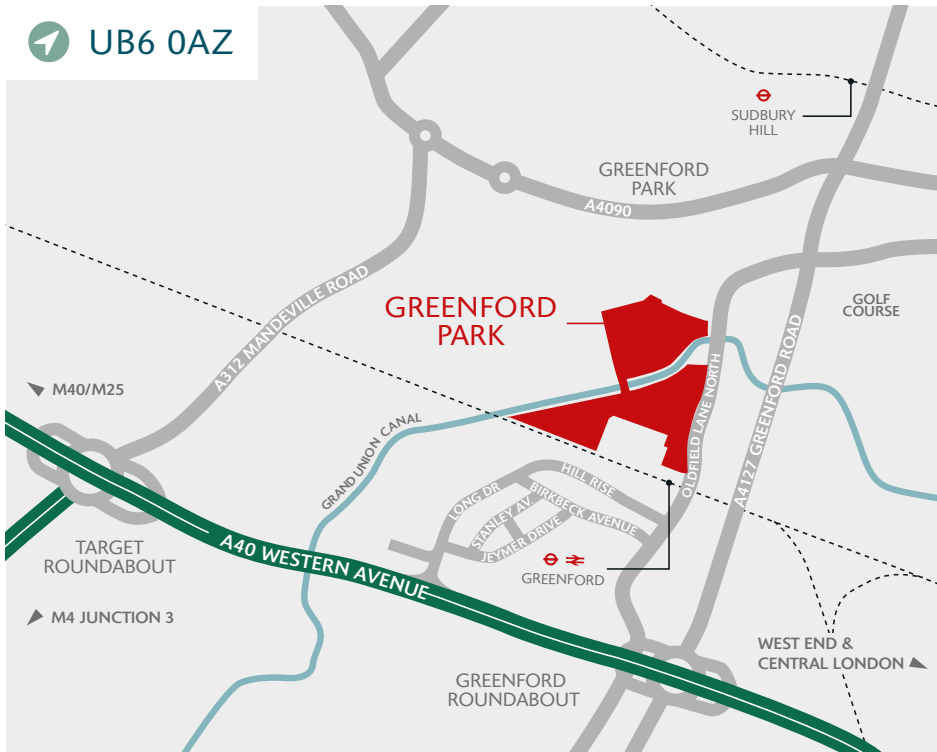 UB6 0AZ
SUDBURY
HILL
GREENFORD
PARK
A4090
A312 MANDEVILLE ROAD
GREENFORD
PARK
GOLF
COURSE
M40/M25
GRAND UNION CANAL
OLDFIELD LANE NORTH
A4127 GREENFORD ROAD
LONG DR
HILL RISE
STANLEY AV.
BIRKBECK AVENUE
JEYMER DRIVE
GREENFORD
TARGET
ROUNDABOUT
A40 WESTERN AVENUE
M4 JUNCTION 3
WEST END &
CENTRAL LONDON
GREENFORD
ROUNDABOUT